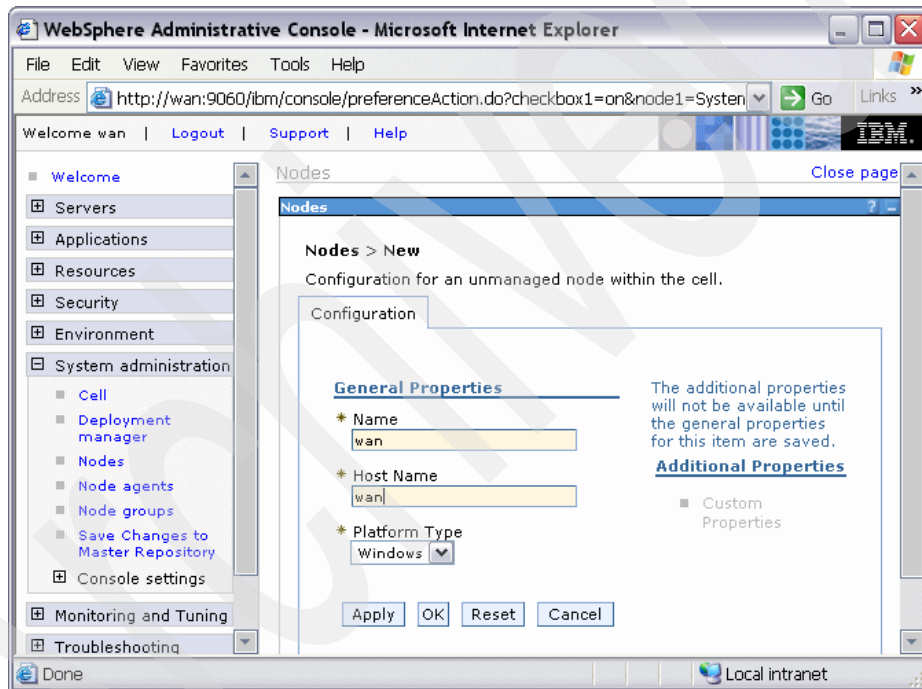 WebSphere Administrative Console - Microsoft Internet Explorer
File Edit View Favorites Tools Help
Address http://wan:9060/ibm/console/preferenceAction.do?checkbox1=on&node1=System Go Links »
Welcome wan | Logout | Support | Help IBM.
Welcome
Servers
Applications
Resources
Security
Environment
System administration
Cell
Deployment
manager
Nodes
Node agents
Node groups
Save Changes to
Master Repository
Console settings
Monitoring and Tuning
Troubleshooting
Nodes Close page
Nodes ? _
Nodes > New
Configuration for an unmanaged node within the cell.
Configuration
General Properties
* Name
wan
* Host Name
wan
* Platform Type
Windows
Apply OK Reset Cancel
The additional properties
will not be available until
the general properties
for this item are saved.
Additional Properties
Custom
Properties
Done Local intranet